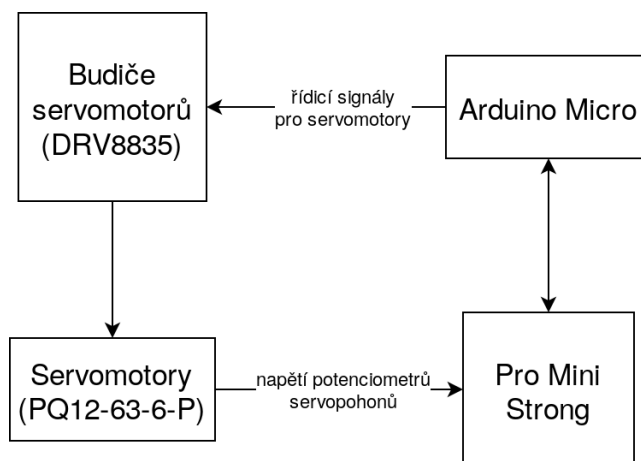 Budiče
servomotorů
(DRV8835)
řídicí signály
pro servomotory
Arduino Micro
Servomotory
(PQ12-63-6-P)
napětí potenciometrů
servopohonů
Pro Mini
Strong